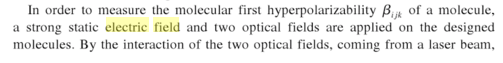 In order to measure the molecular first hyperpolarizability βijk of a molecule,
a strong static electric field and two optical fields are applied on the designed
molecules. By the interaction of the two optical fields, coming from a laser beam,